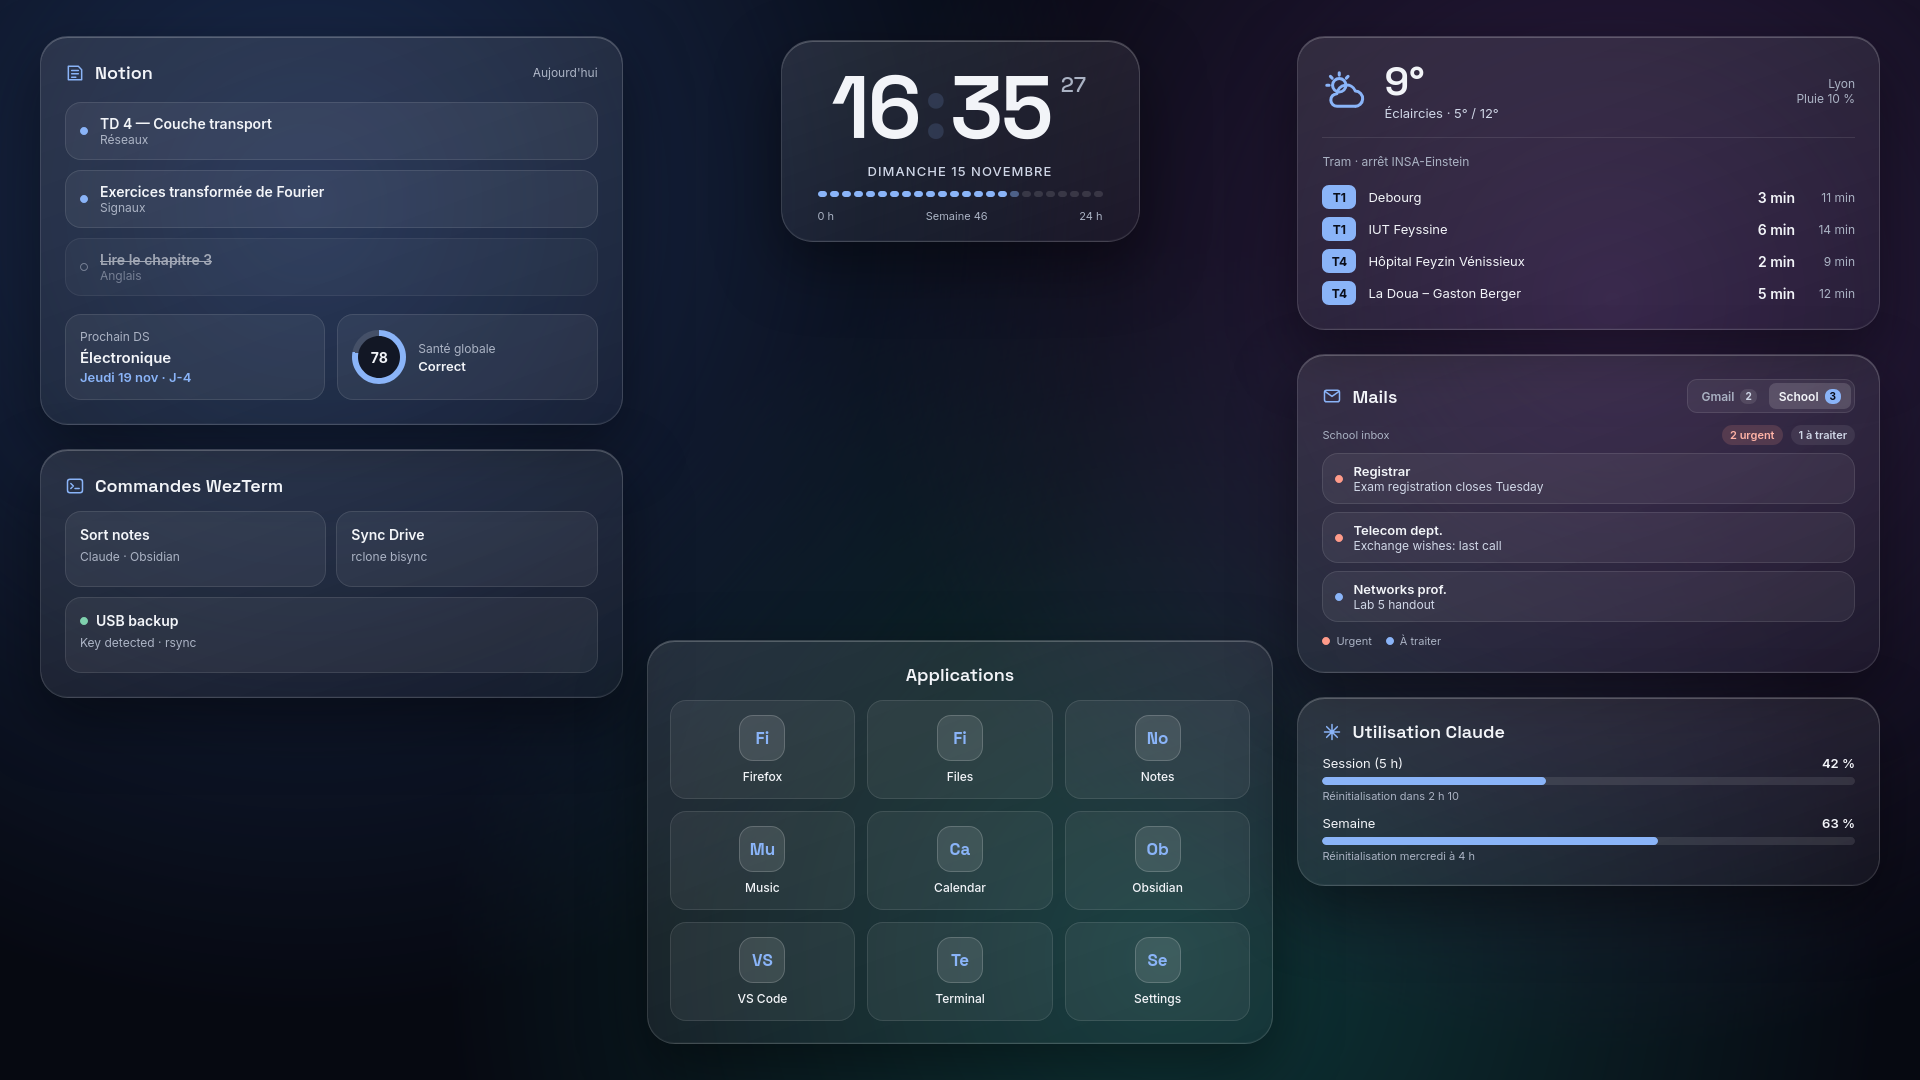 Notion
Aujourd'hui
TD 4 — Couche transport
Réseaux
Exercices transformée de Fourier
Signaux
Lire le chapitre 3
Anglais
Prochain DS
Électronique
Jeudi 19 nov · J-4
78
Santé globale
Correct
Commandes WezTerm
Sort notes
Claude · Obsidian
Sync Drive
rclone bisync
USB backup
Key detected · rsync
16:35 27
DIMANCHE 15 NOVEMBRE
0 h Semaine 46 24 h
Applications
Fi
Firefox
Fi
Files
No
Notes
Mu
Music
Ca
Calendar
Ob
Obsidian
VS
VS Code
Te
Terminal
Se
Settings
9°
Éclaircies · 5° / 12°
Lyon
Pluie 10 %
Tram · arrêt INSA-Einstein
T1 Debourg 3 min 11 min
T1 IUT Feyssine 6 min 14 min
T4 Hôpital Feyzin Vénissieux 2 min 9 min
T4 La Doua – Gaston Berger 5 min 12 min
Mails
Gmail 2 School 3
School inbox
2 urgent 1 à traiter
Registrar
Exam registration closes Tuesday
Telecom dept.
Exchange wishes: last call
Networks prof.
Lab 5 handout
Urgent À traiter
Utilisation Claude
Session (5 h) 42 %
Réinitialisation dans 2 h 10
Semaine 63 %
Réinitialisation mercredi à 4 h